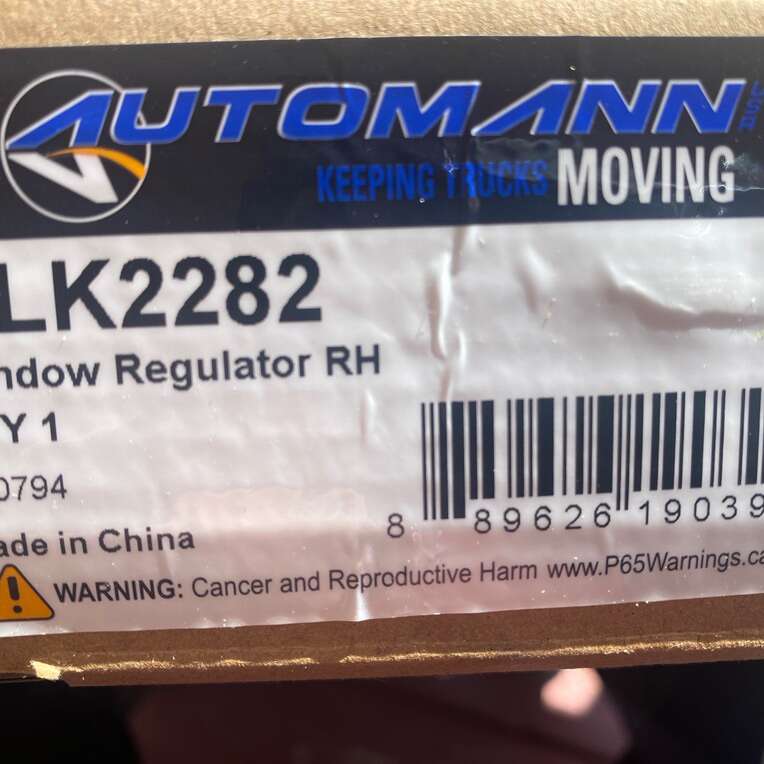 AUTOMANN
KEEPING TRUCKS MOVING
LK2282
ndow Regulator RH
Y 1
0794
ade in China
8 89626 19039
WARNING: Cancer and Reproductive Harm www.P65Warnings.ca